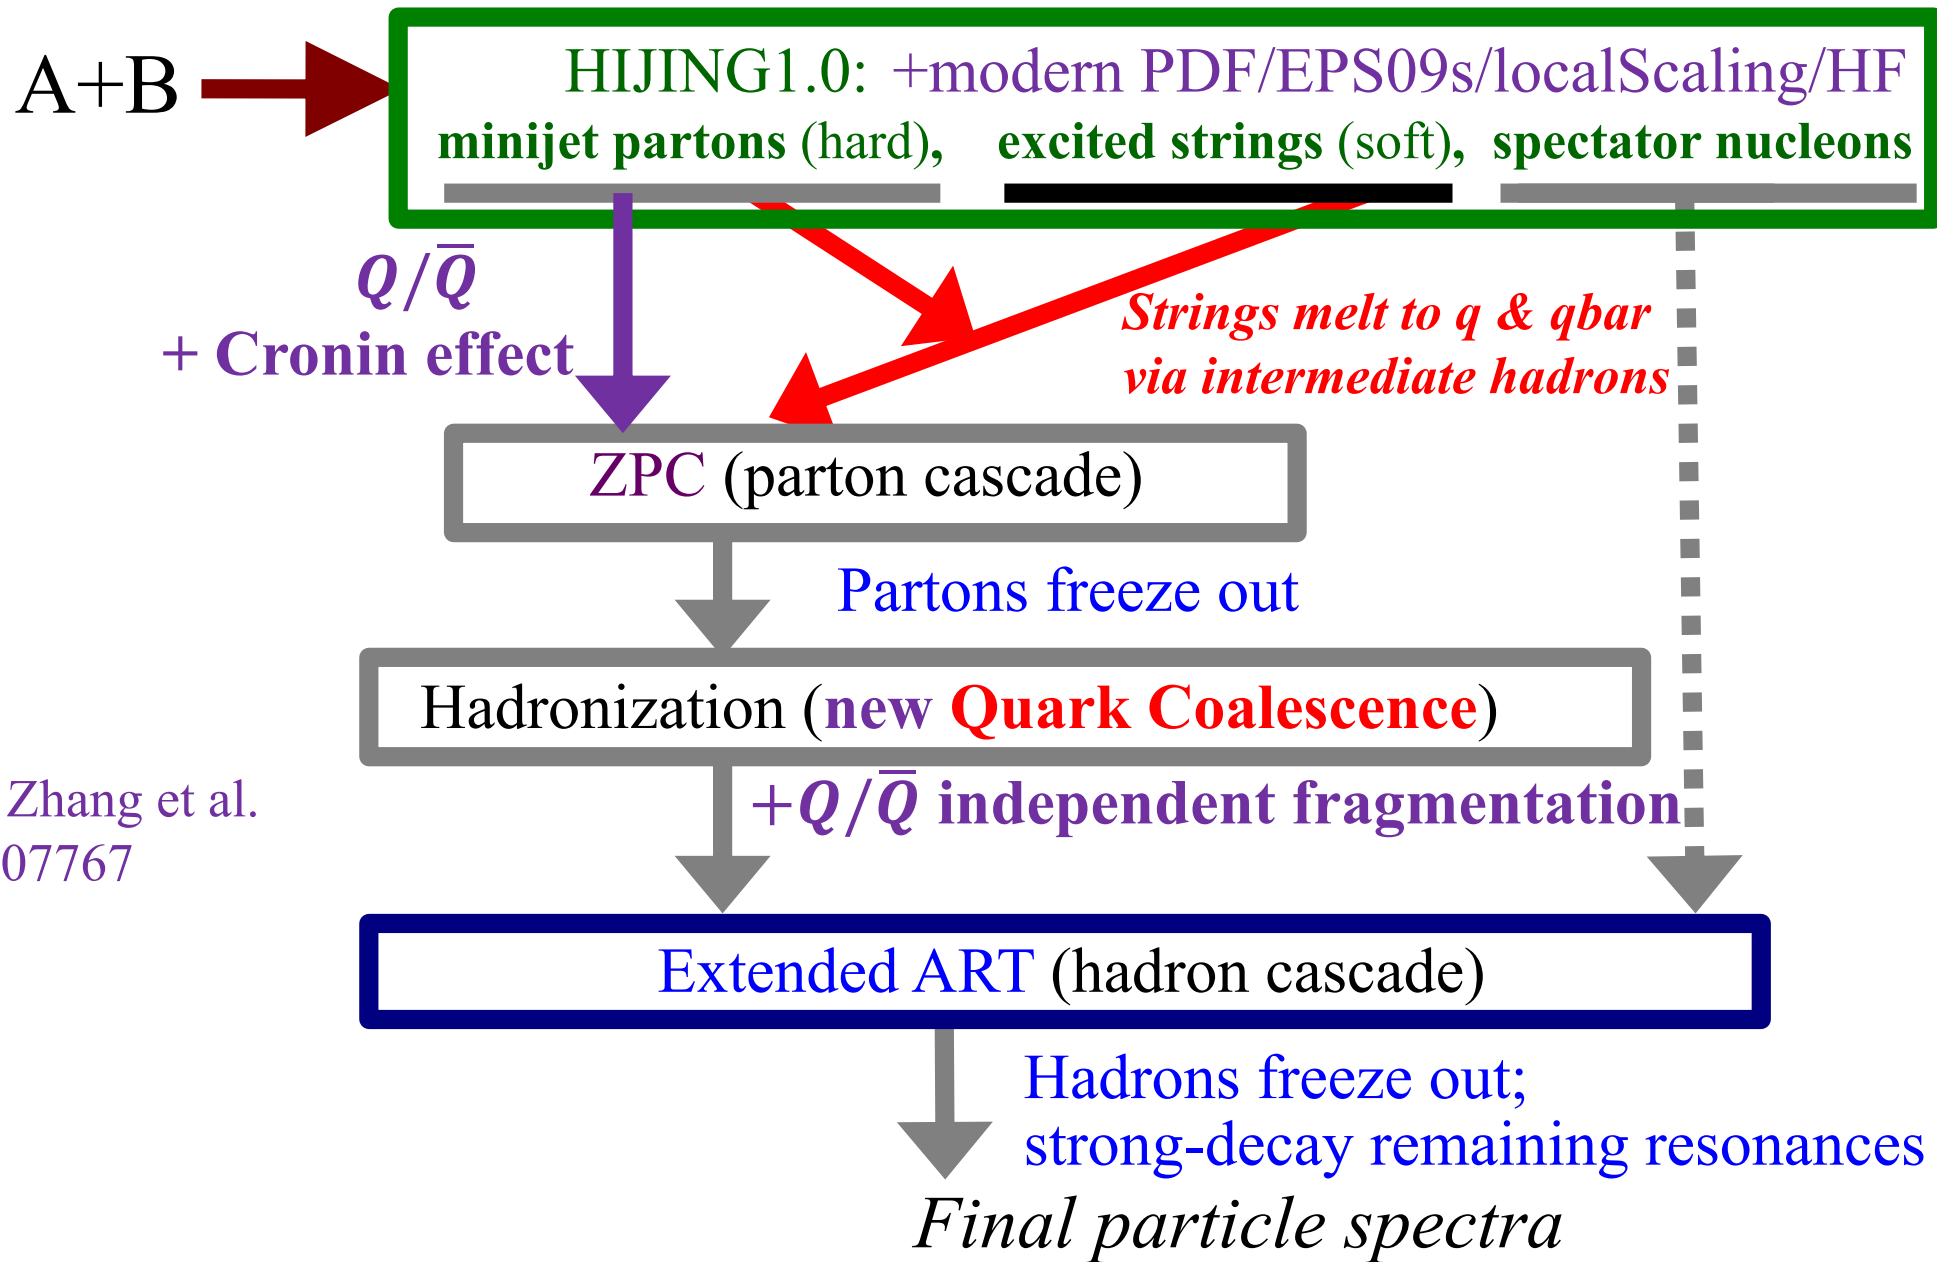 A+B
HIJING1.0: +modern PDF/EPS09s/localScaling/HF
minijet partons (hard), excited strings (soft), spectator nucleons
Q/Q̅
+ Cronin effect
Strings melt to q & qbar
via intermediate hadrons
ZPC (parton cascade)
Partons freeze out
Hadronization (new Quark Coalescence)
+Q/Q̅ independent fragmentation
Zhang et al.
07767
Extended ART (hadron cascade)
Hadrons freeze out;
strong-decay remaining resonances
Final particle spectra